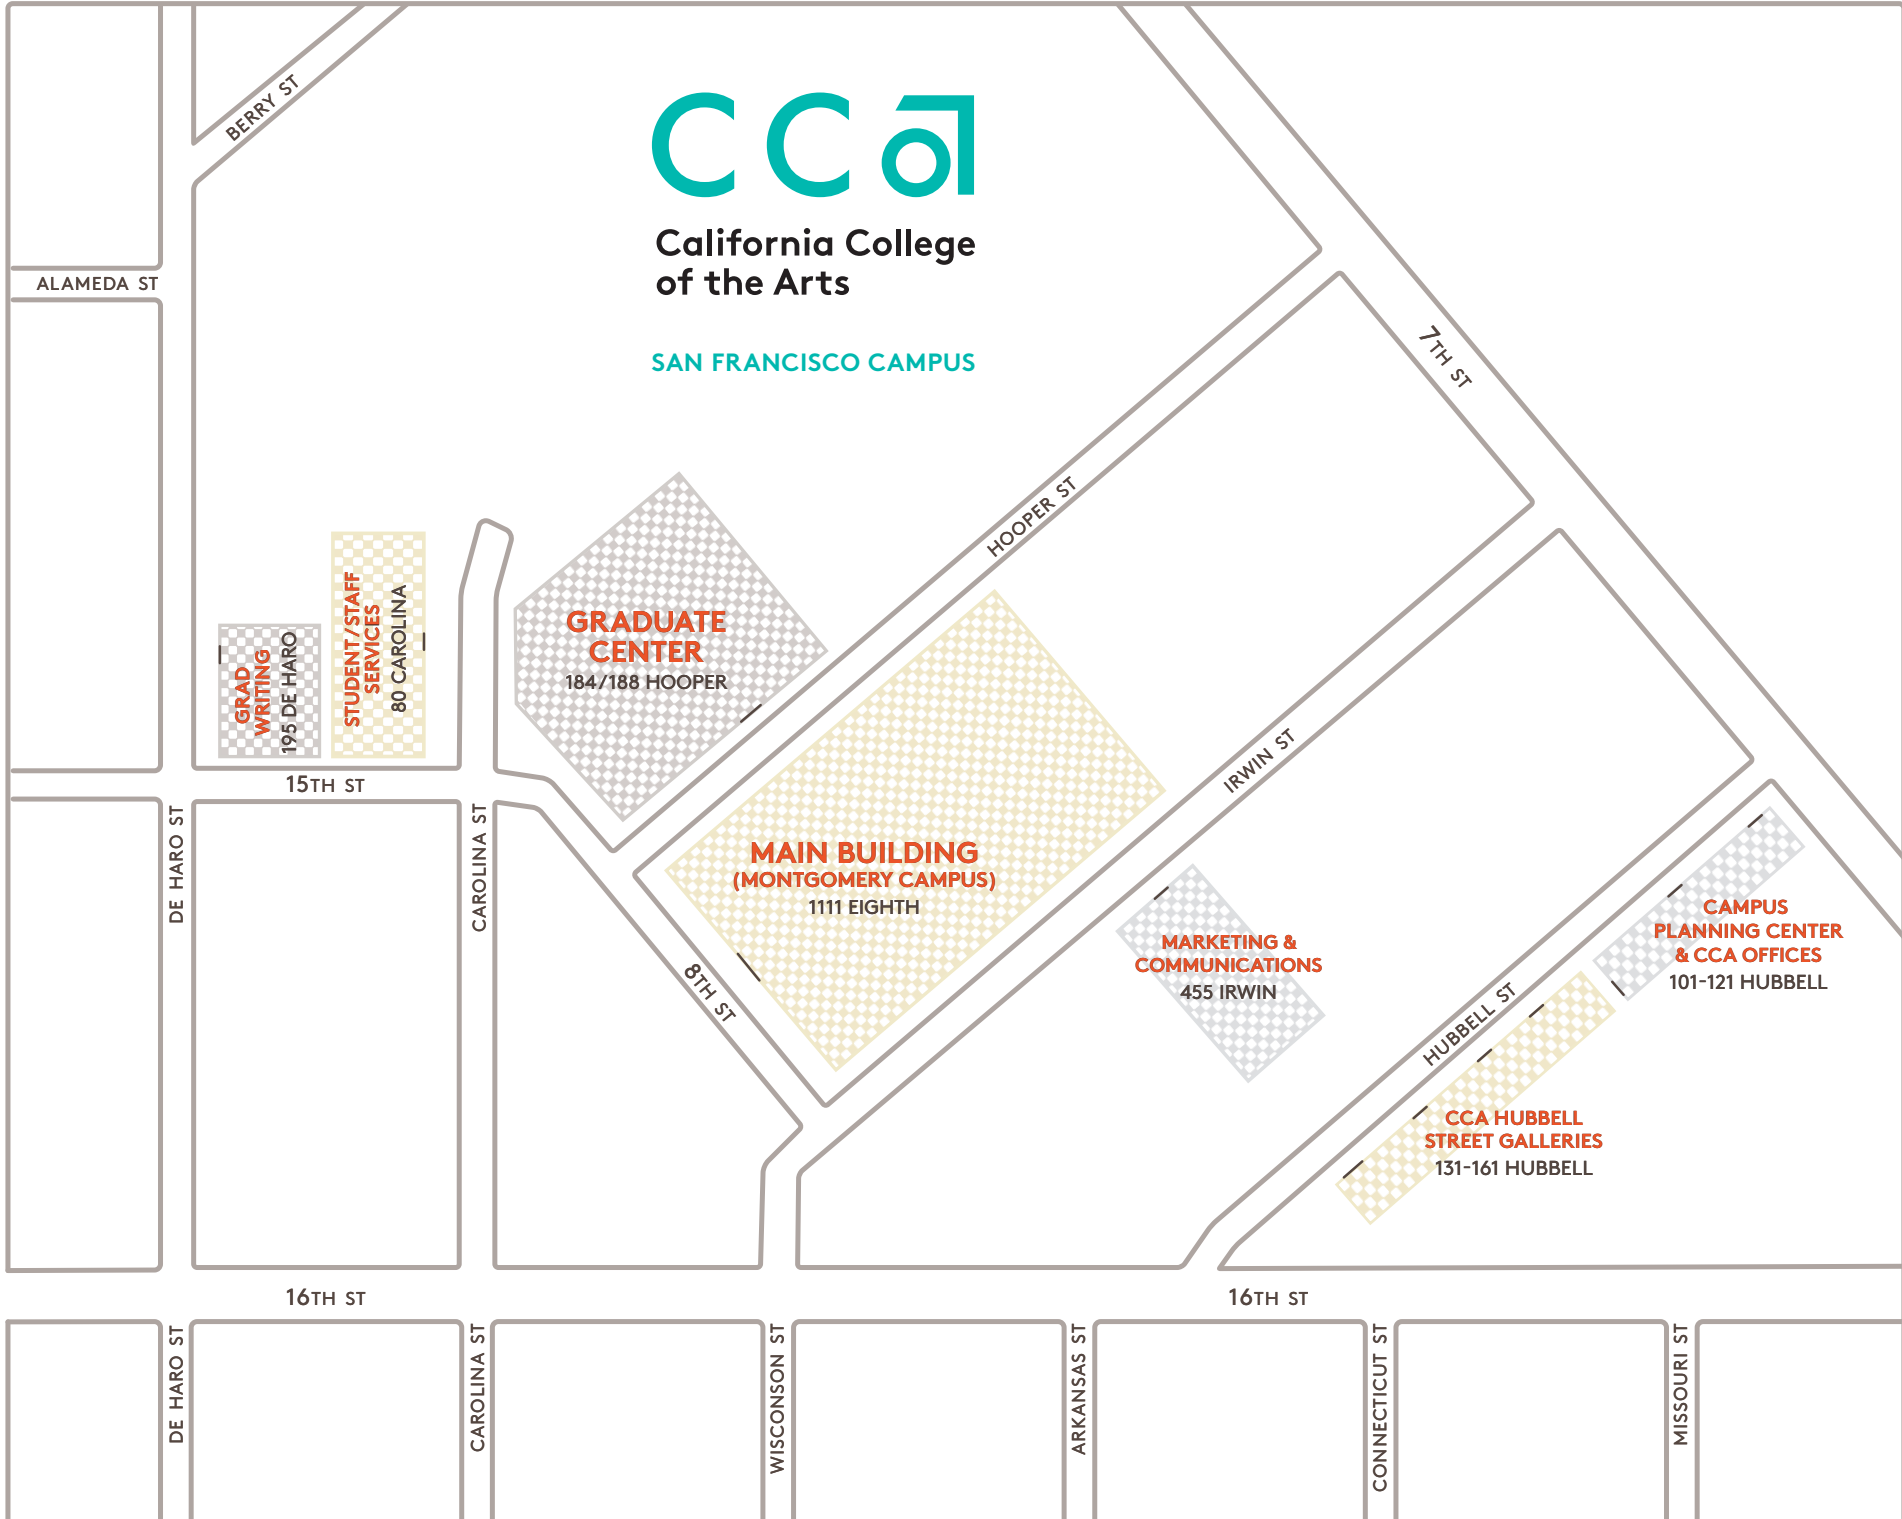 BERRY ST
cca
California College
of the Arts
SAN FRANCISCO CAMPUS
ALAMEDA ST
7TH ST
HOOPER ST
GRADUATE
CENTER
184/188 HOOPER
STUDENT/STAFF
SERVICES
80 CAROLINA
GRAD
WRITING
195 DE HARO
15TH ST
IRWIN ST
DE HARO ST
CAROLINA ST
MAIN BUILDING
(MONTGOMERY CAMPUS)
1111 EIGHTH
8TH ST
MARKETING &
COMMUNICATIONS
455 IRWIN
CAMPUS
PLANNING CENTER
& CCA OFFICES
101-121 HUBBELL
HUBBELL ST
CCA HUBBELL
STREET GALLERIES
131-161 HUBBELL
16TH ST
16TH ST
DE HARO ST
CAROLINA ST
WISCONSON ST
ARKANSAS ST
CONNECTICUT ST
MISSOURI ST